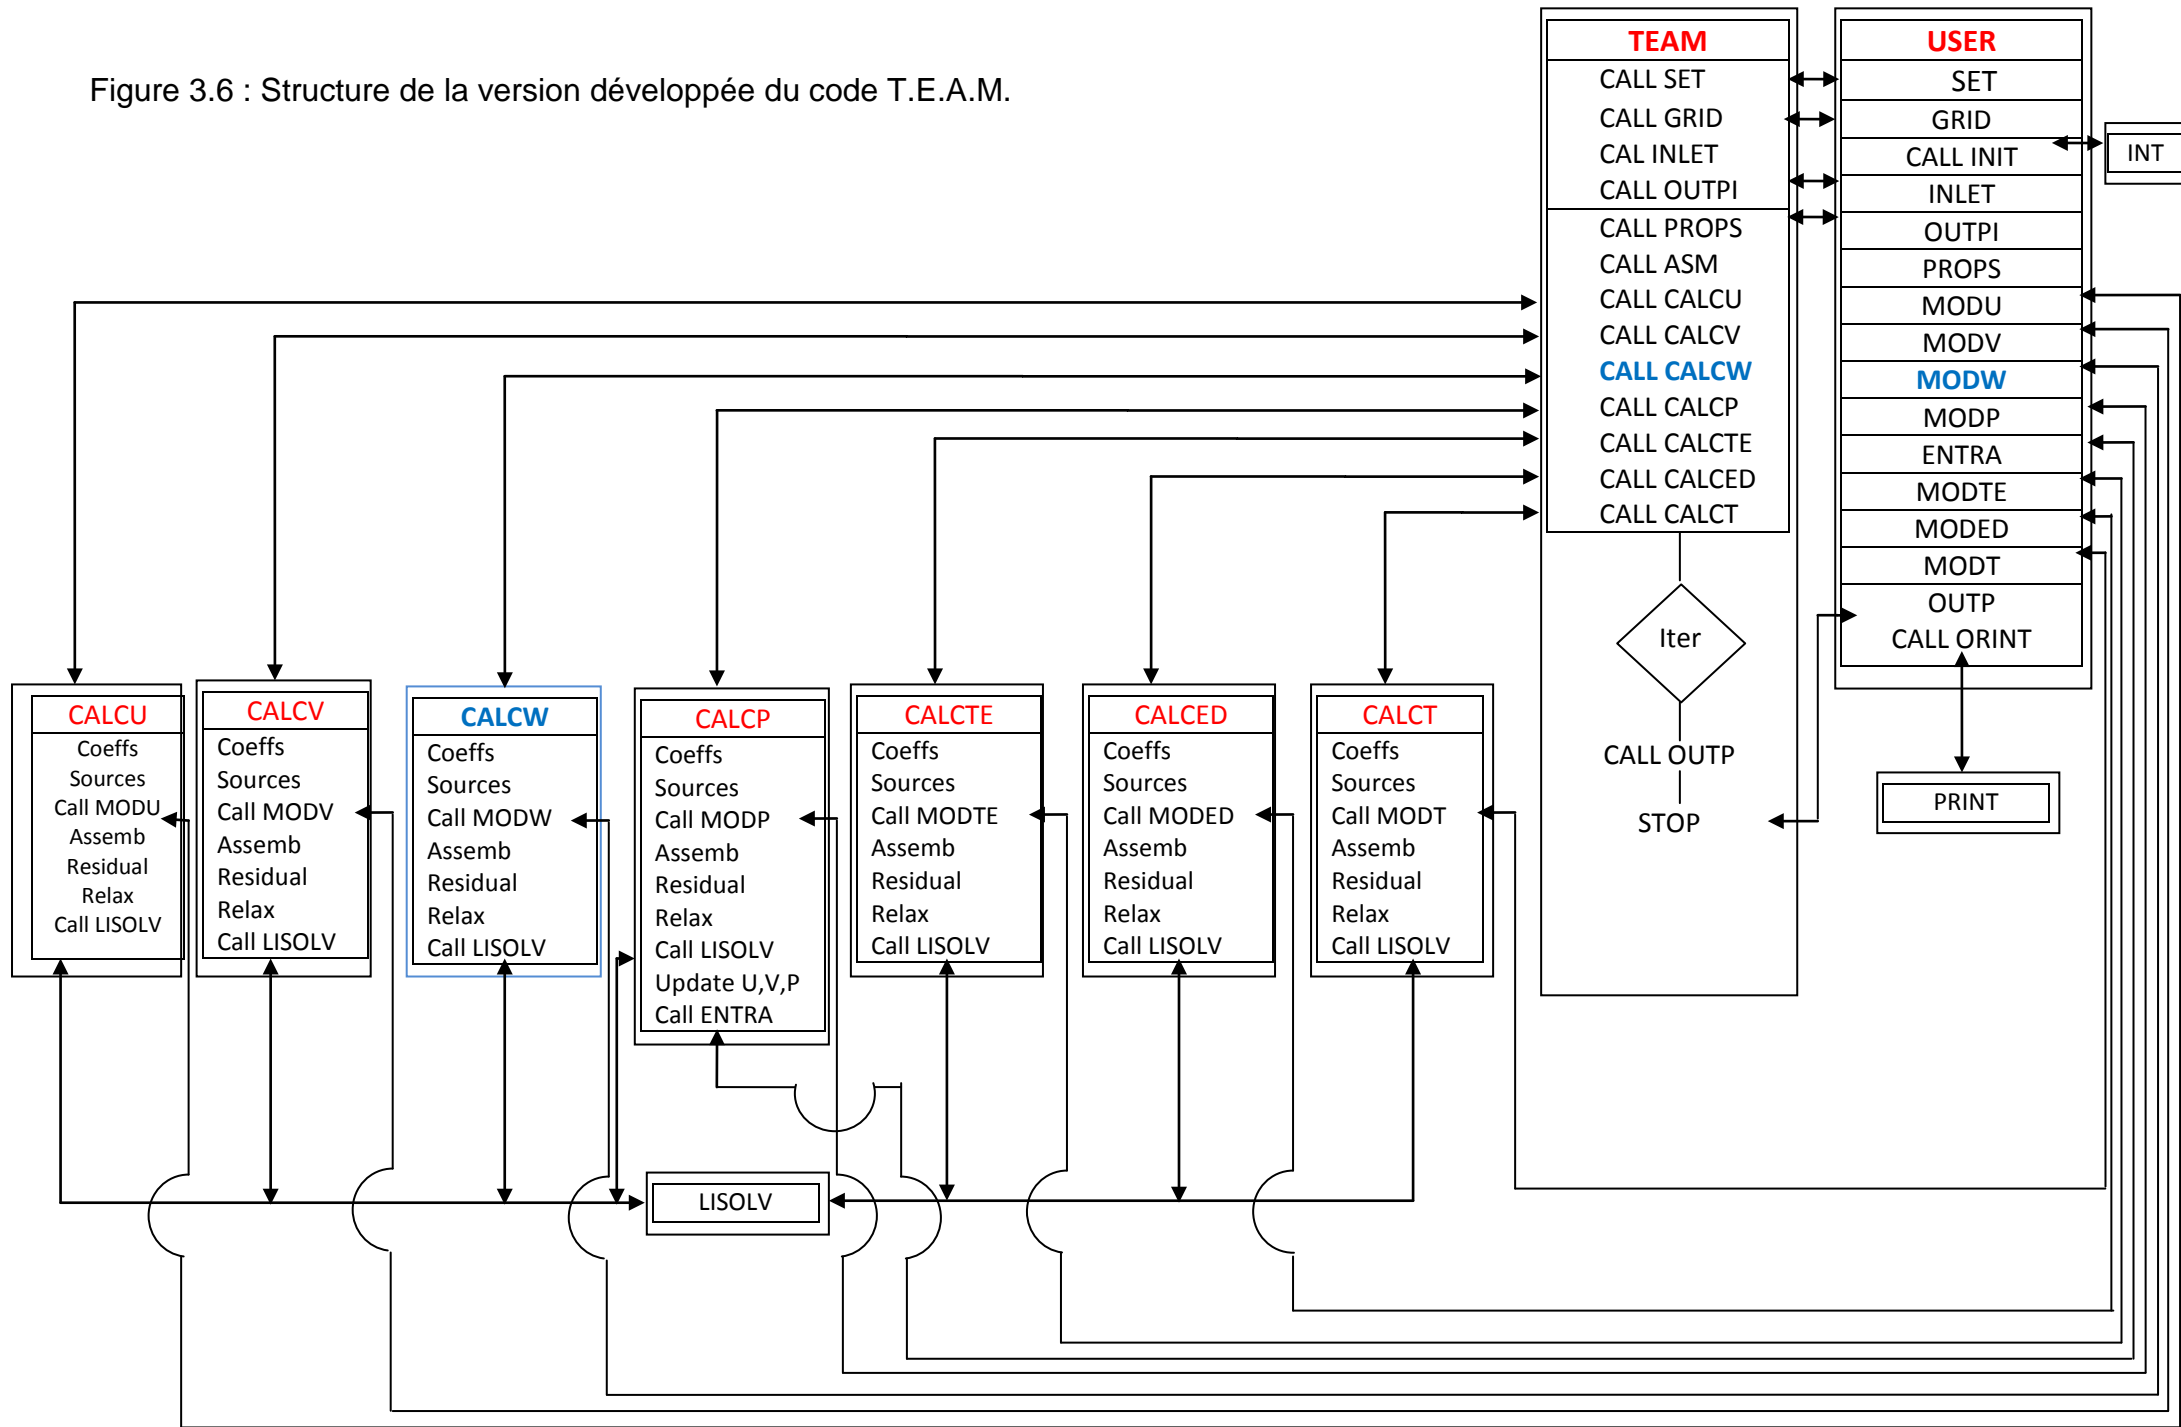 Figure 3.6 : Structure de la version développée du code T.E.A.M.
TEAM
CALL SET
CALL GRID
CAL INLET
CALL OUTPI
CALL PROPS
CALL ASM
CALL CALCU
CALL CALCV
CALL CALCW
CALL CALCP
CALL CALCTE
CALL CALCED
CALL CALCT
Iter
CALL OUTP
STOP
USER
SET
GRID
CALL INIT
INLET
OUTPI
PROPS
MODU
MODV
MODW
MODP
ENTRA
MODTE
MODED
MODT
OUTP
CALL ORINT
INT
PRINT
CALCU
Coeffs
Sources
Call MODU
Assemb
Residual
Relax
Call LISOLV
CALCV
Coeffs
Sources
Call MODV
Assemb
Residual
Relax
Call LISOLV
CALCW
Coeffs
Sources
Call MODW
Assemb
Residual
Relax
Call LISOLV
CALCP
Coeffs
Sources
Call MODP
Assemb
Residual
Relax
Call LISOLV
Update U,V,P
Call ENTRA
CALCTE
Coeffs
Sources
Call MODTE
Assemb
Residual
Relax
Call LISOLV
CALCED
Coeffs
Sources
Call MODED
Assemb
Residual
Relax
Call LISOLV
CALCT
Coeffs
Sources
Call MODT
Assemb
Residual
Relax
Call LISOLV
LISOLV